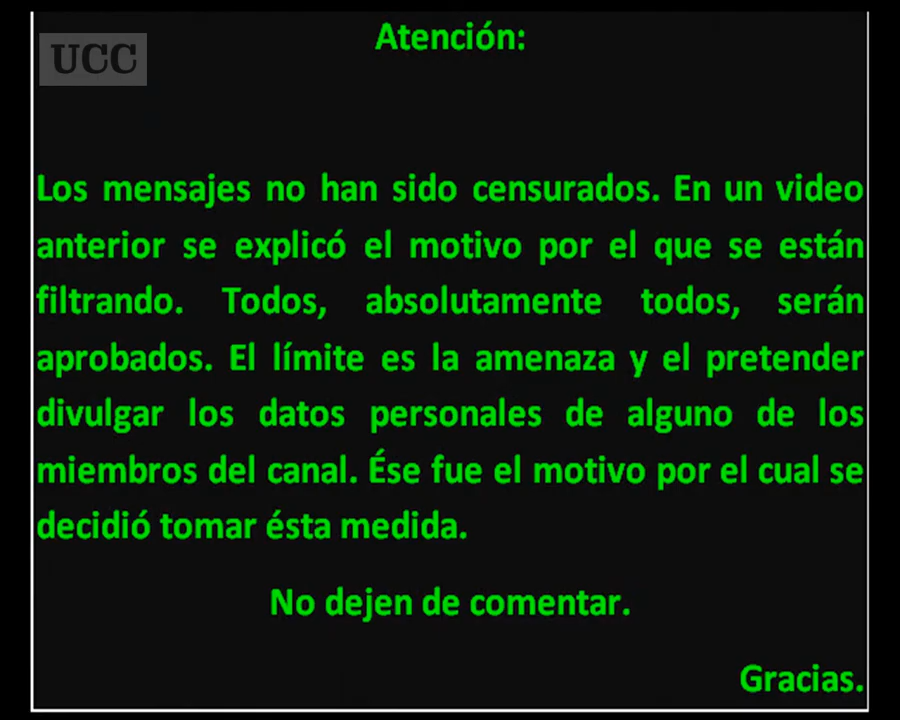 Atención:
UCC
Los mensajes no han sido censurados. En un video
anterior se explicó el motivo por el que se están
filtrando. Todos, absolutamente todos, serán
aprobados. El límite es la amenaza y el pretender
divulgar los datos personales de alguno de los
miembros del canal. Ése fue el motivo por el cual se
decidió tomar ésta medida.
No dejen de comentar.
Gracias.